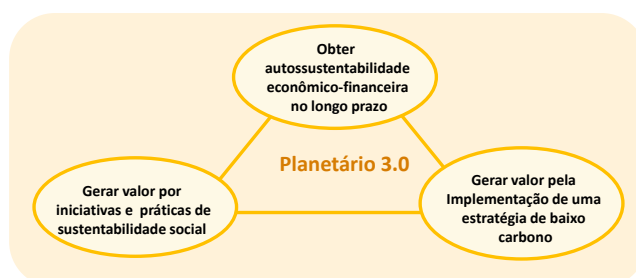 Obter
autossustentabilidade
econômico-financeira
no longo prazo
Planetário 3.0
Gerar valor por
iniciativas e práticas de
sustentabilidade social
Gerar valor pela
Implementação de uma
estratégia de baixo
carbono